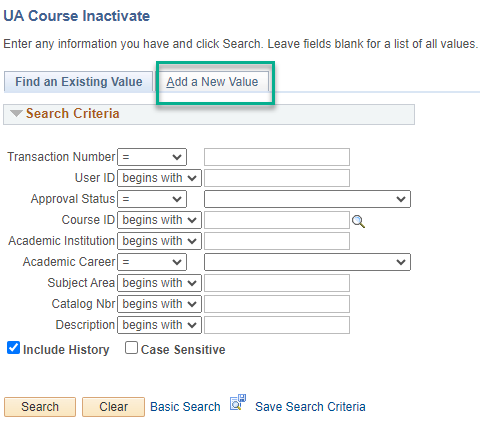 UA Course Inactivate
Enter any information you have and click Search. Leave fields blank for a list of all values.
Find an Existing Value Add a New Value
Search Criteria
Transaction Number =
User ID begins with
Approval Status =
Course ID begins with
Academic Institution begins with
Academic Career =
Subject Area begins with
Catalog Nbr begins with
Description begins with
Include History Case Sensitive
Search Clear Basic Search Save Search Criteria